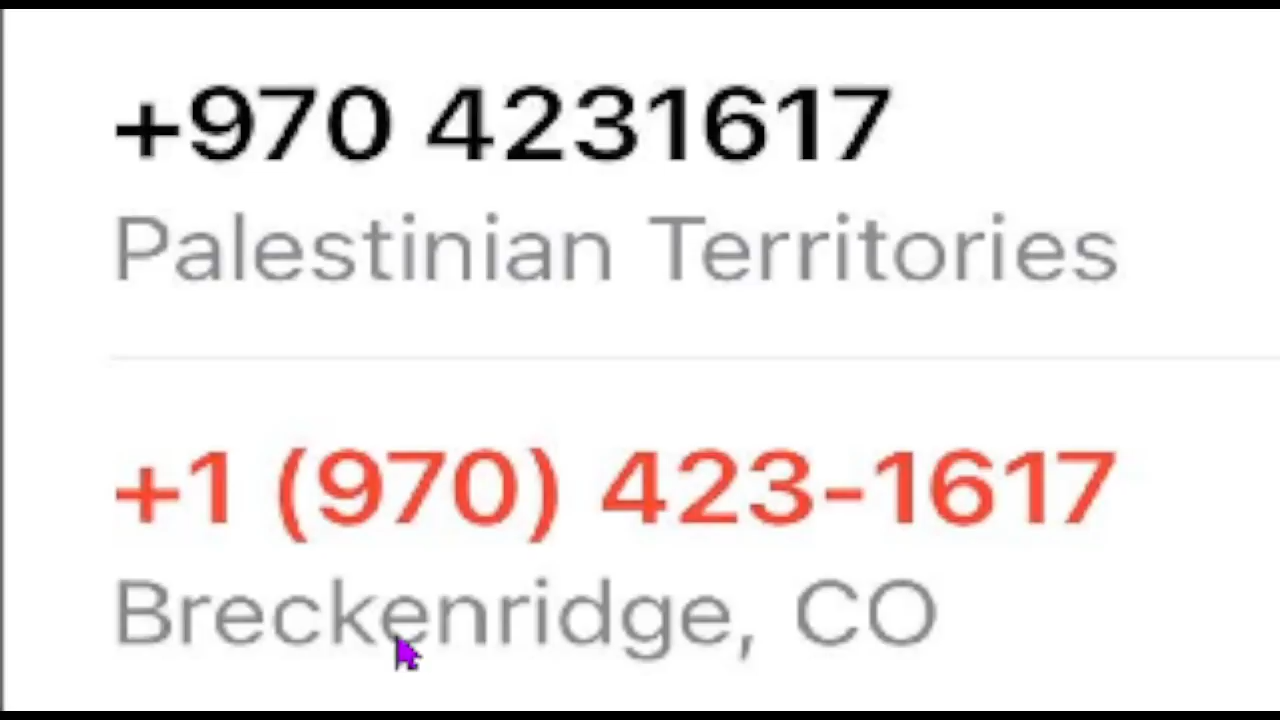 +970 4231617
Palestinian Territories
+1 (970) 423-1617
Breckenridge, CO